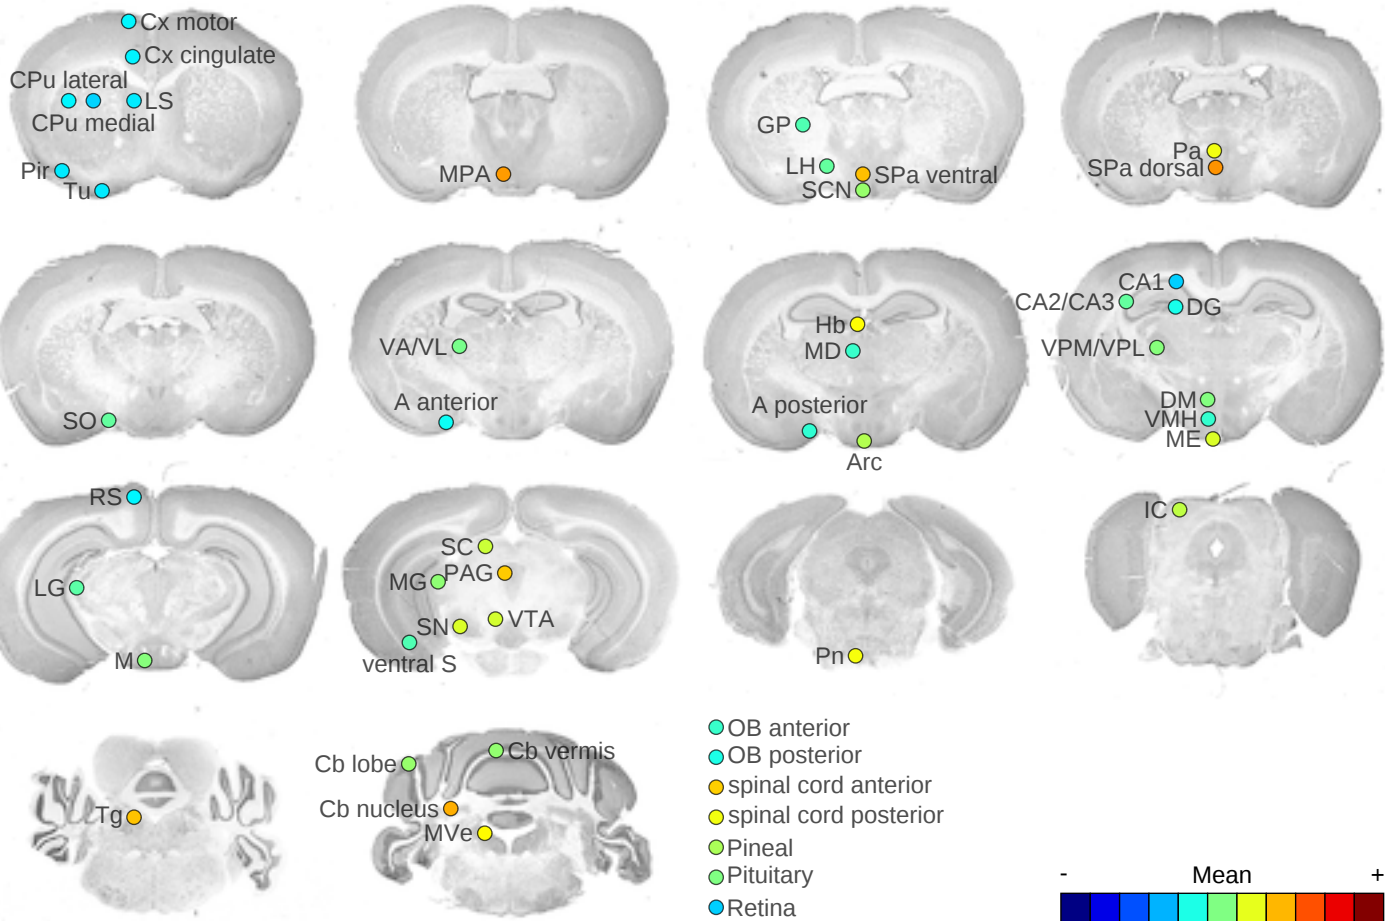 Cx motor
Cx cingulate
CPu lateral
LS
CPu medial
Pir
Tu
MPA
GP
LH
SPa ventral
SCN
Pa
SPa dorsal
SO
VA/VL
A anterior
Hb
MD
A posterior
Arc
CA1
CA2/CA3
DG
VPM/VPL
DM
VMH
ME
RS
LG
M
SC
PAG
MG
VTA
SN
ventral S
Pn
IC
Tg
Cb lobe
Cb vermis
Cb nucleus
MVe
OB anterior
OB posterior
spinal cord anterior
spinal cord posterior
Pineal
Pituitary
Retina
- Mean +